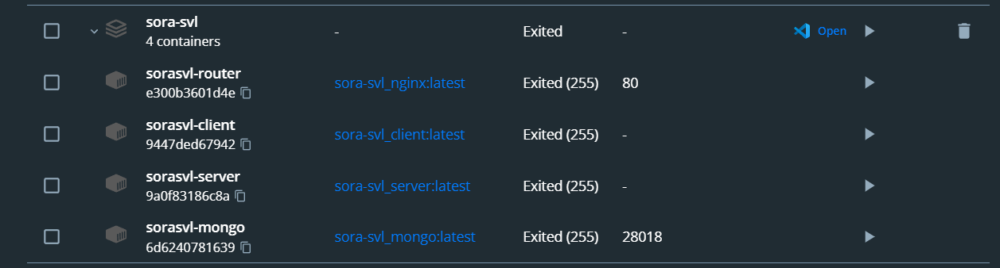 sora-svl
4 containers
-
Exited
-
Open
sorasvl-router
e300b3601d4e
sora-svl_nginx:latest
Exited (255)
80
sorasvl-client
9447ded67942
sora-svl_client:latest
Exited (255)
-
sorasvl-server
9a0f83186c8a
sora-svl_server:latest
Exited (255)
-
sorasvl-mongo
6d6240781639
sora-svl_mongo:latest
Exited (255)
28018